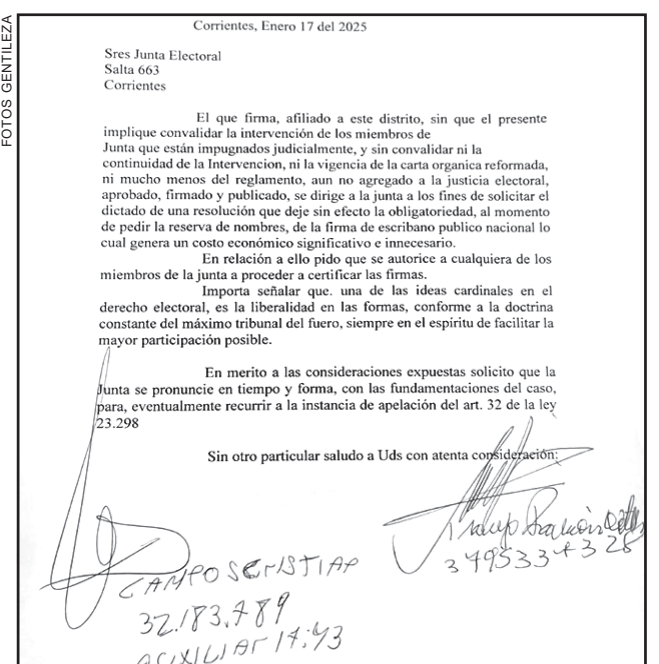 FOTOS GENTILEZA
Corrientes, Enero 17 del 2025
Sres Junta Electoral
Salta 663
Corrientes
El que firma, afiliado a este distrito, sin que el presente
implique convalidar la intervención de los miembros de
Junta que están impugnados judicialmente, y sin convalidar ni la
continuidad de la Intervencion, ni la vigencia de la carta organica reformada,
ni mucho menos del reglamento, aun no agregado a la justicia electoral,
aprobado, firmado y publicado, se dirige a la junta a los fines de solicitar el
dictado de una resolución que deje sin efecto la obligatoriedad, al momento
de pedir la reserva de nombres, de la firma de escribano publico nacional lo
cual genera un costo económico significativo e innecesario.
En relación a ello pido que se autorice a cualquiera de los
miembros de la junta a proceder a certificar las firmas.
Importa señalar que. una de las ideas cardinales en el
derecho electoral, es la liberalidad en las formas, conforme a la doctrina
constante del máximo tribunal del fuero, siempre en el espiritu de facilitar la
mayor participación posible.
En merito a las consideraciones expuestas solicito que la
Junta se pronuncie en tiempo y forma, con las fundamentaciones del caso,
para, eventualmente recurrir a la instancia de apelación del art. 32 de la ley
23.298
Sin otro particular saludo a Uds con atenta consideración:
Ramón
CAMPOS CRISTIAN
32.183.789
AUXILIAR 17:43